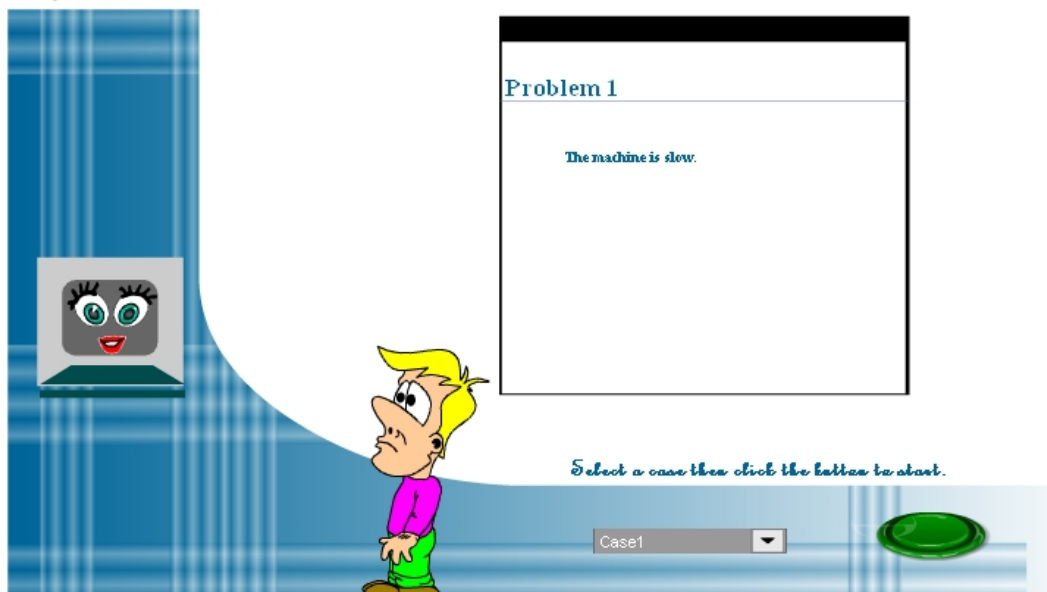 Problem 1
The machine is slow.
Select a case then click the button to start.
Case1